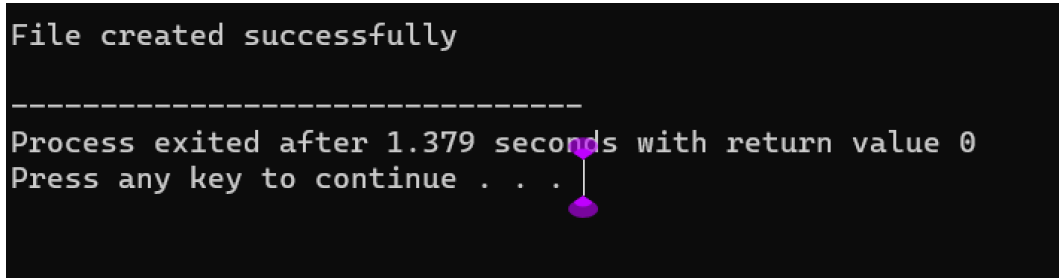 File created successfully
--------------------------------
Process exited after 1.379 seconds with return value 0
Press any key to continue . . .